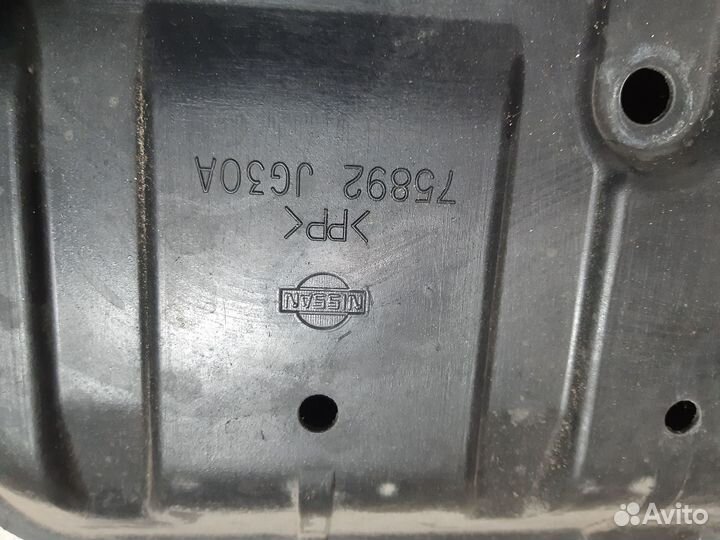 NISSAN
>PP<
75892 JG30A
Avito